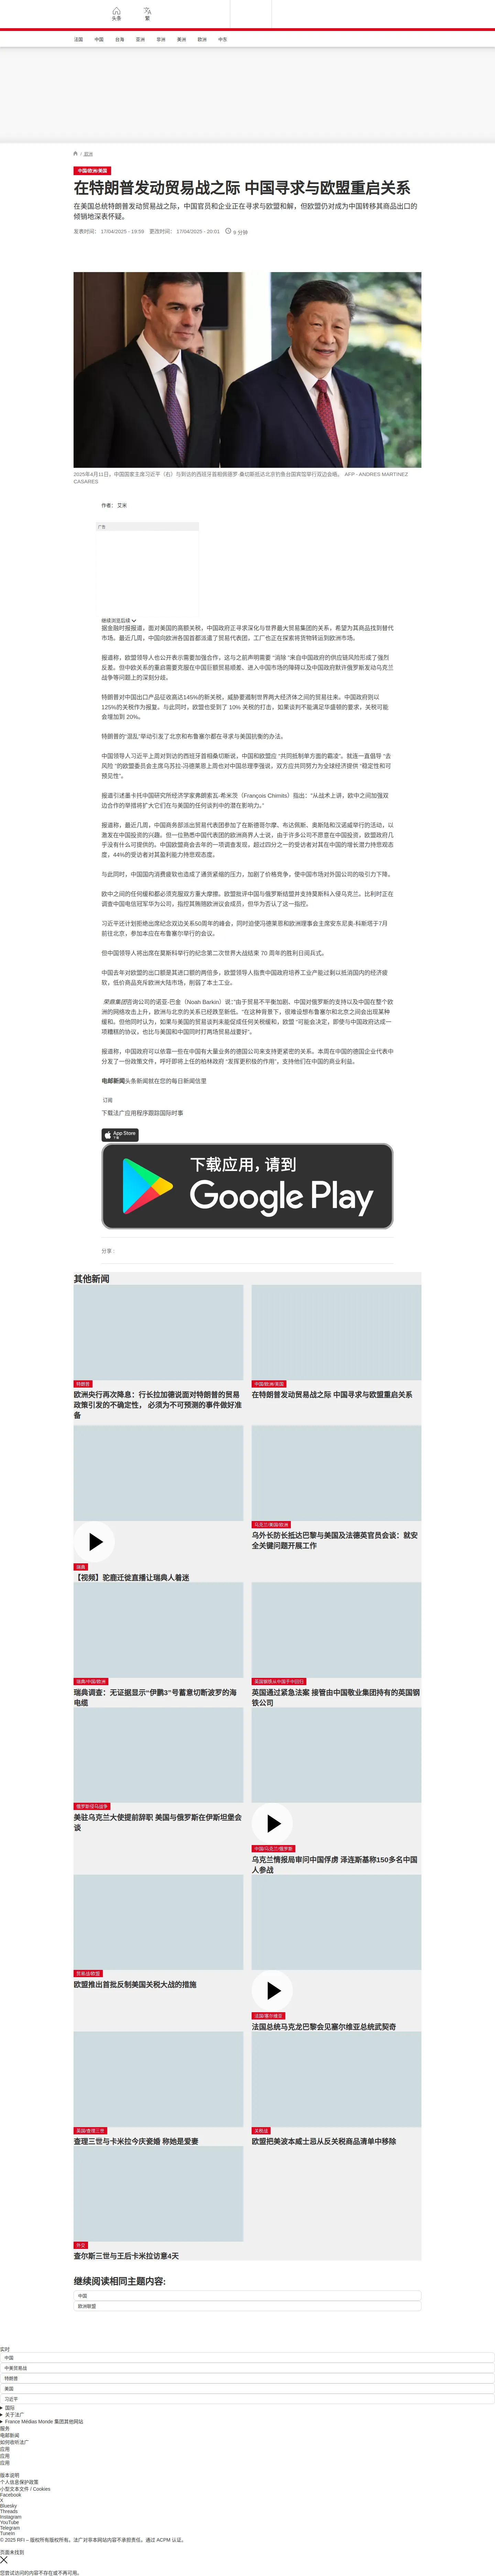 头条
繁
法国
中国
台海
亚洲
非洲
美洲
欧洲
中东
/ 欧洲
中国/欧洲/美国
在特朗普发动贸易战之际 中国寻求与欧盟重启关系
在美国总统特朗普发动贸易战之际，中国官员和企业正在寻求与欧盟和解，但欧盟仍对成为中国转移其商品出口的
倾销地深表怀疑。
发表时间： 17/04/2025 - 19:59 更改时间： 17/04/2025 - 20:01 9 分钟
2025年4月11日，中国国家主席习近平（右）与到访的西班牙首相佩德罗·桑切斯抵达北京钓鱼台国宾馆举行双边会晤。 AFP - ANDRES MARTINEZ
CASARES
作者： 艾米
广告
继续浏览后续
据金融时报报道，面对美国的高额关税，中国政府正寻求深化与世界最大贸易集团的关系，希望为其商品找到替代
市场。最近几周，中国向欧洲各国首都派遣了贸易代表团，工厂也正在探索将货物转运到欧洲市场。
报道称，欧盟领导人也公开表示需要加强合作，这与之前声明需要 “消除 ”来自中国政府的供应链风险形成了强烈
反差。但中欧关系的重启需要克服在中国巨额贸易顺差、进入中国市场的障碍以及中国政府默许俄罗斯发动乌克兰
战争等问题上的深刻分歧。
特朗普对中国出口产品征收高达145%的新关税，威胁要遏制世界两大经济体之间的贸易往来。中国政府则以
125%的关税作为报复。与此同时，欧盟也受到了 10% 关税的打击，如果谈判不能满足华盛顿的要求，关税可能
会增加到 20%。
特朗普的“混乱”举动引发了北京和布鲁塞尔都在寻求与美国抗衡的办法。
中国领导人习近平上周对到访的西班牙首相桑切斯说，中国和欧盟应 “共同抵制单方面的霸凌”。就连一直倡导 “去
风险 ”的欧盟委员会主席乌苏拉·冯德莱恩上周也对中国总理李强说，双方应共同努力为全球经济提供 “稳定性和可
预见性”。
报道引述墨卡托中国研究所经济学家弗朗索瓦-希米茨（François Chimits）指出: “从战术上讲，欧中之间加强双
边合作的举措将扩大它们在与美国的任何谈判中的潜在影响力。”
报道称，最近几周，中国商务部派出贸易代表团参加了在斯德哥尔摩、布达佩斯、奥斯陆和汉诺威举行的活动，以
激发在中国投资的兴趣。但一位熟悉中国代表团的欧洲商界人士说，由于许多公司不愿意在中国投资，欧盟政府几
乎没有什么可提供的。中国欧盟商会去年的一项调查发现，超过四分之一的受访者对其在中国的增长潜力持悲观态
度，44%的受访者对其盈利能力持悲观态度。
与此同时，中国国内消费疲软也造成了通货紧缩的压力，加剧了价格竞争，使中国市场对外国公司的吸引力下降。
欧中之间的任何缓和都必须克服双方重大摩擦。欧盟批评中国与俄罗斯结盟并支持莫斯科入侵乌克兰。比利时正在
调查中国电信冠军华为公司，指控其贿赂欧洲议会成员，但华为否认了这一指控。
习近平还计划拒绝出席纪念双边关系50周年的峰会，同时迫使冯德莱恩和欧洲理事会主席安东尼奥-科斯塔于7月
前往北京，参加本应在布鲁塞尔举行的会议。
但中国领导人将出席在莫斯科举行的纪念第二次世界大战结束 70 周年的胜利日阅兵式。
中国去年对欧盟的出口额是其进口额的两倍多，欧盟领导人指责中国政府培养工业产能过剩以抵消国内的经济疲
软，低价商品充斥欧洲大陆市场，削弱了本土工业。
荣鼎集团咨询公司的诺亚-巴金（Noah Barkin）说：”由于贸易不平衡加剧、中国对俄罗斯的支持以及中国在整个欧
洲的网络攻击上升，欧洲与北京的关系已经跌至新低。”在这种背景下，很难设想布鲁塞尔和北京之间会出现某种
缓和。但他同时认为，如果与美国的贸易谈判未能促成任何关税缓和，欧盟 “可能会决定，即使与中国政府达成一
项糟糕的协议，也比与美国和中国同时打两场贸易战要好”。
报道称，中国政府可以依靠一些在中国有大量业务的德国公司来支持更紧密的关系。本周在中国的德国企业代表中
分发了一份政策文件，呼吁即将上任的柏林政府 “发挥更积极的作用”，支持他们在中国的商业利益。
电邮新闻头条新闻就在您的每日新闻信里
订阅
下载法广应用程序跟踪国际时事
App Store
下载
下载应用，请到
Google Play
分享 :
其他新闻
特朗普
欧洲央行再次降息：行长拉加德说面对特朗普的贸易
政策引发的不确定性， 必须为不可预测的事件做好准
备
中国/欧洲/美国
在特朗普发动贸易战之际 中国寻求与欧盟重启关系
瑞典
【视频】驼鹿迁徙直播让瑞典人着迷
乌克兰/美国/欧洲
乌外长防长抵达巴黎与美国及法德英官员会谈：就安
全关键问题开展工作
瑞典/中国/欧洲
瑞典调查：无证据显示“伊鹏3”号蓄意切断波罗的海
电缆
英国钢铁从中国手中回归
英国通过紧急法案 接管由中国敬业集团持有的英国钢
铁公司
俄罗斯侵乌战争
美驻乌克兰大使提前辞职 美国与俄罗斯在伊斯坦堡会
谈
中国/乌克兰/俄罗斯
乌克兰情报局审问中国俘虏 泽连斯基称150多名中国
人参战
贸易战/欧盟
欧盟推出首批反制美国关税大战的措施
法国/塞尔维亚
法国总统马克龙巴黎会见塞尔维亚总统武契奇
英国/查理三世
查理三世与卡米拉今庆瓷婚 称她是爱妻
关税战
欧盟把美波本威士忌从反关税商品清单中移除
外交
查尔斯三世与王后卡米拉访意4天
继续阅读相同主题内容:
中国
欧洲联盟
实时
中国
中美贸易战
特朗普
美国
习近平
国际
关于法广
France Médias Monde 集团其他网站
服务
电邮新闻
如何收听法广
应用
应用
应用
版本说明
个人信息保护政策
小型文本文件 / Cookies
Facebook
X
Bluesky
Threads
Instagram
YouTube
Telegram
TuneIn
© 2025 RFI – 版权所有版权所有。法广对非本网站内容不承担责任。通过 ACPM 认证。
页面未找到
您尝试访问的内容不存在或不再可用。